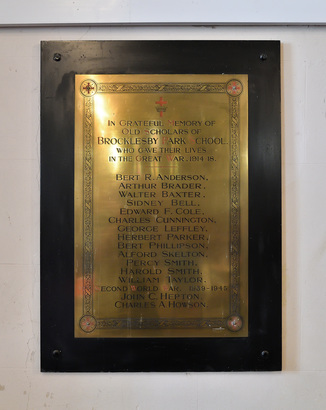 IN GRATEFUL MEMORY OF
OLD SCHOLARS OF
BROCKLESBY PARK SCHOOL
WHO GAVE THEIR LIVES
IN THE GREAT WAR, 1914-18.
BERT R. ANDERSON,
ARTHUR BRADER,
WALTER BAXTER,
SIDNEY BELL,
EDWARD F. COLE,
CHARLES CUNNINGTON,
GEORGE LEFFLEY,
HERBERT PARKER,
BERT PHILLIPSON,
ALFORD SKELTON,
PERCY SMITH,
HAROLD SMITH,
WILLIAM TAYLOR.
SECOND WORLD WAR, 1939-1945
JOHN C. HEPTON.
CHARLES A. HOWSON.